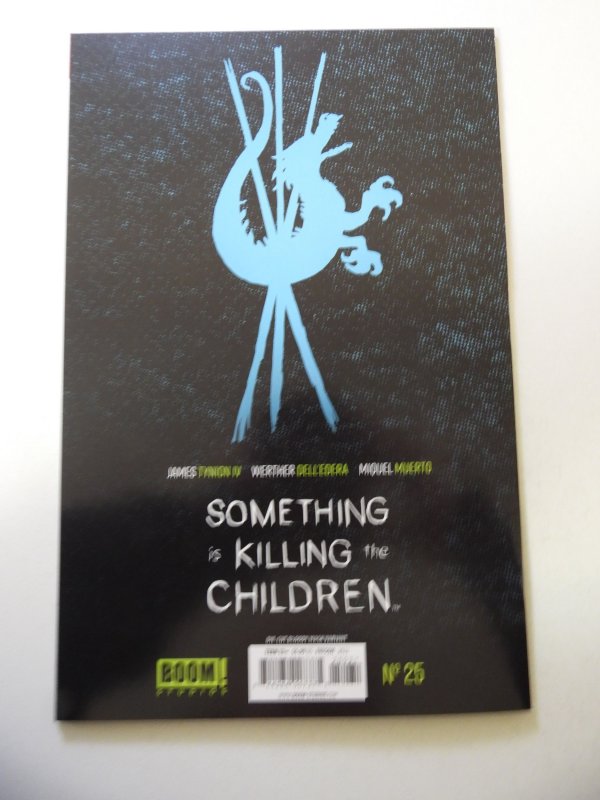 JAMES TYNION IV WERTHER DELL'EDERA MIQUEL MUERTO
SOMETHING
is KILLING the
CHILDREN
BOOM!
STUDIOS
Nº 25